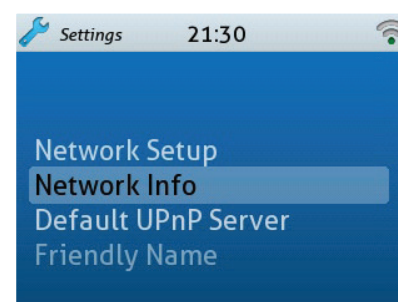 Settings 21:30
Network Setup
Network Info
Default UPnP Server
Friendly Name